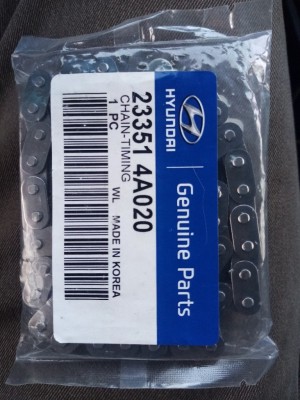 HYUNDAI
Genuine Parts
23351 4A020
CHAIN-TIMING WL MADE IN KOREA
1 PC